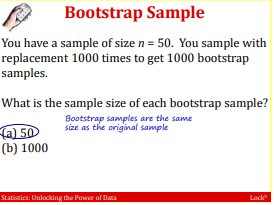 Bootstrap Sample
You have a sample of size n = 50. You sample with
replacement 1000 times to get 1000 bootstrap
samples.
What is the sample size of each bootstrap sample?
Bootstrap samples are the same
size as the original sample
(a) 50
(b) 1000
Statistics: Unlocking the Power of Data
Lock5